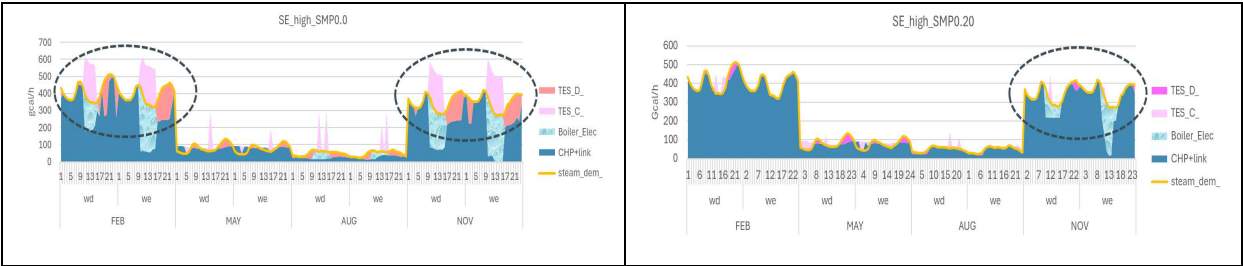 SE_high_SMP0.0
gcal/h
700
600
500
400
300
200
100
0
1 5 9 13 17 21 1 5 9 13 17 21 1 5 9 13 17 21 1 5 9 13 17 21 1 5 9 13 17 21 1 5 9 13 17 21 1 5 9 13 17 21 1 5 9 13 17 21
wd we wd we wd we wd we
FEB MAY AUG NOV
TES_D_
TES_C_
Boiler_Elec
CHP+link
steam_dem_
SE_high_SMP0.20
Gcal/h
600
500
400
300
200
100
0
1 6 11 16 21 2 7 12 17 22 3 8 13 18 23 4 9 14 19 24 5 10 15 20 1 6 11 16 21 2 7 12 17 22 3 8 13 18 23
wd we wd we wd we wd we
FEB MAY AUG NOV
TES_D_
TES_C_
Boiler_Elec
CHP+link
steam_dem_